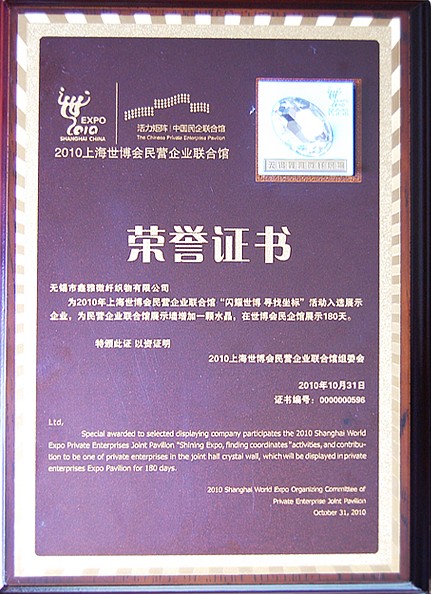 EXPO
2010
SHANGHAI CHINA
活力矩阵 | 中国民企联合馆
The Chinese Private Enterprise Pavilion
2010上海世博会民营企业联合馆
荣誉证书
无锡市鑫雅微纤织物有限公司
为2010年上海世博会民营企业联合馆“闪耀世博 寻找坐标”活动入选展示
企业，为民营企业联合馆展示墙增加一颗水晶，在世博会民企馆展示180天。
特颁此证 以资证明
2010上海世博会民营企业联合馆组委会
2010年10月31日
证书编号：0000000596
Ltd,
Special awarded to selected displaying company participates the 2010 Shanghai World
Expo Private Enterprises Joint Pavilion "Shining Expo, finding coordinates"activities, and contribu-
tion to be one of private enterprises in the joint hall crystal wall, which will be displayed in private
enterprises Expo Pavilion for 180 days.
2010 Shanghai World Expo Organizing Committee of
Private Enterprise Joint Pavilion
October 31, 2010